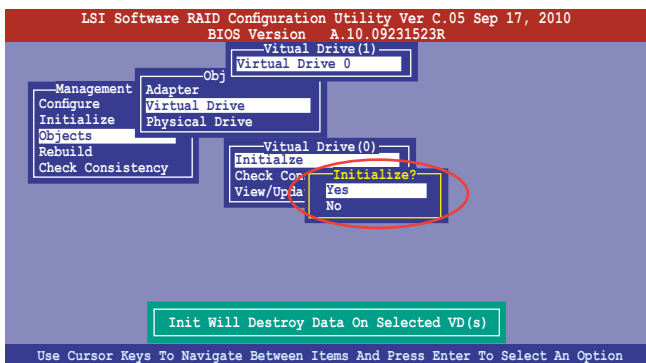 LSI Software RAID Configuration Utility Ver C.05 Sep 17, 2010
BIOS Version A.10.09231523R
Vitual Drive(1)
Virtual Drive 0
Obj
Adapter
Virtual Drive
Physical Drive
Management
Configure
Initialize
Objects
Rebuild
Check Consistency
Vitual Drive(0)
Initialze
Check Con
View/Upda
Initialize?
Yes
No
Init Will Destroy Data On Selected VD(s)
Use Cursor Keys To Navigate Between Items And Press Enter To Select An Option